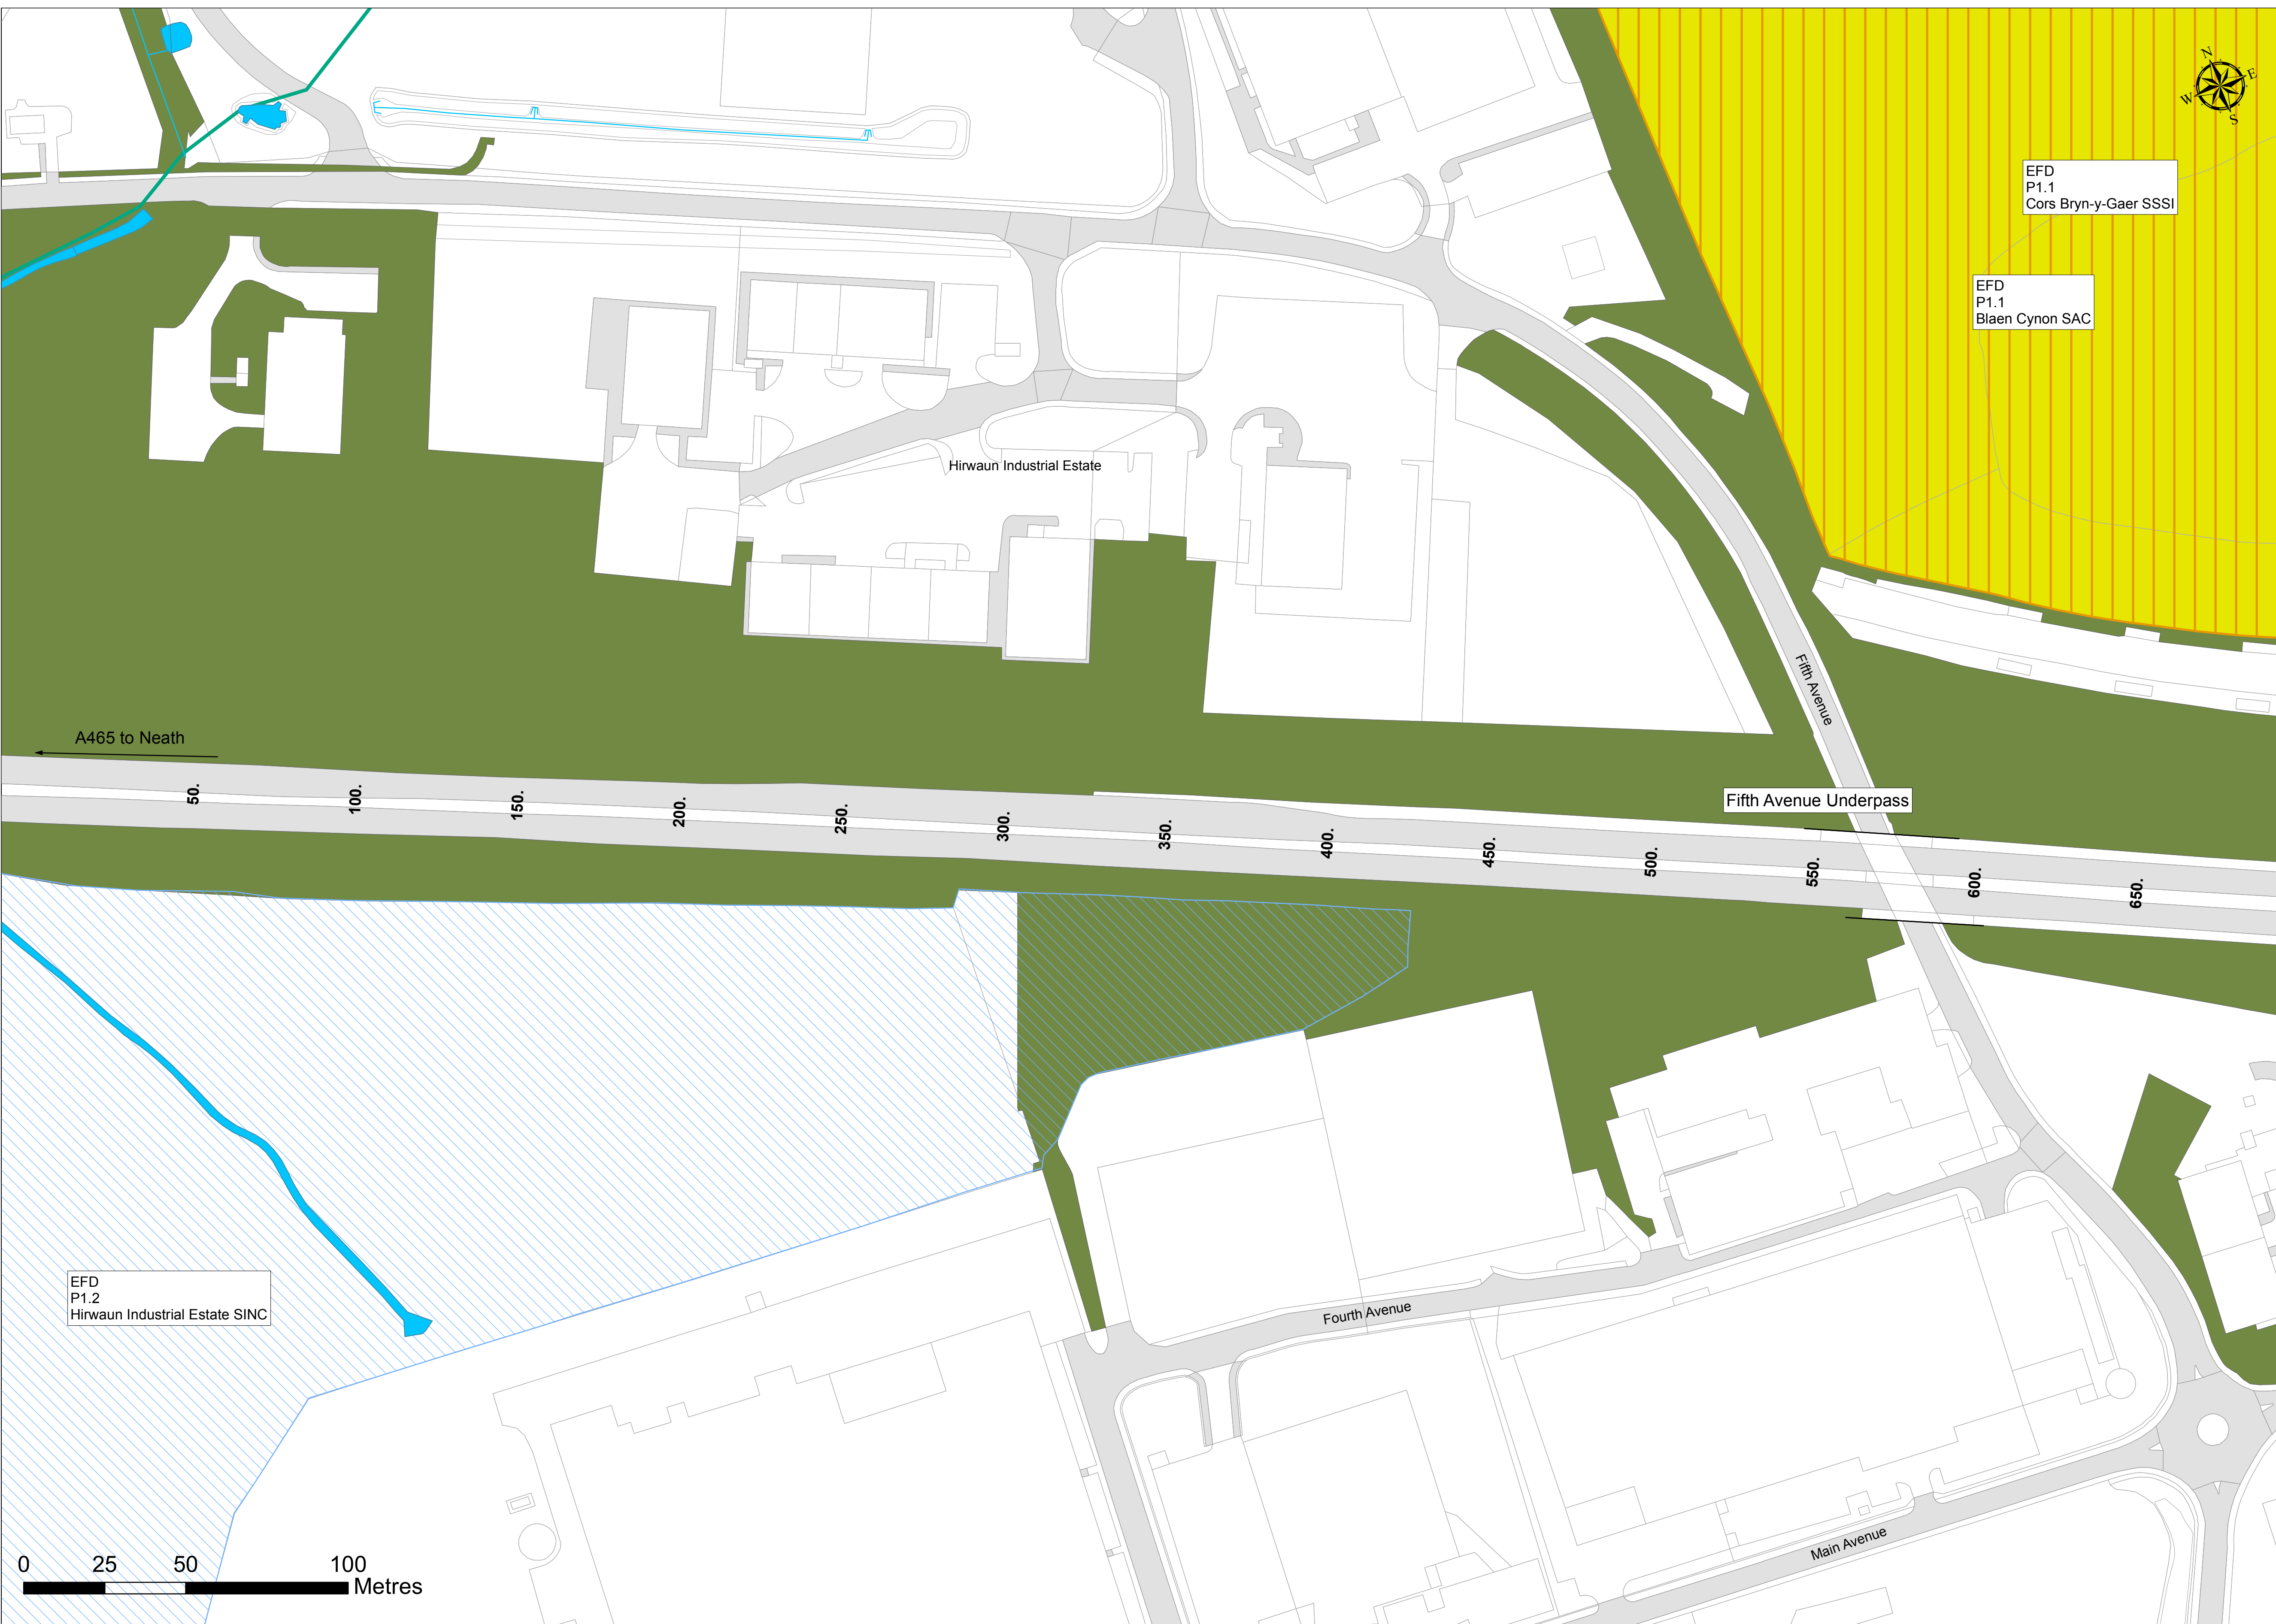 N
E
W
S
EFD
P1.1
Cors Bryn-y-Gaer SSSI
EFD
P1.1
Blaen Cynon SAC
Hirwaun Industrial Estate
Fifth Avenue
A465 to Neath
Fifth Avenue Underpass
50.
100.
150.
200.
250.
300.
350.
400.
450.
500.
550.
600.
650.
EFD
P1.2
Hirwaun Industrial Estate SINC
Fourth Avenue
Main Avenue
0 25 50 100
Metres